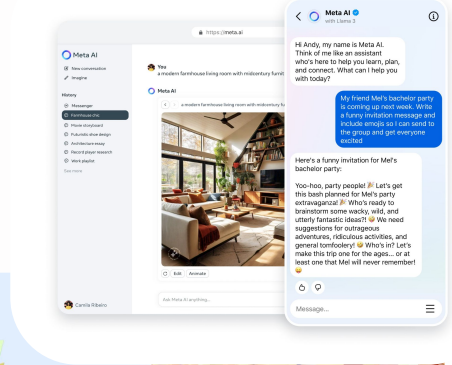 https://meta.ai
Meta AI
New conversation
Imagine
History
Messenger
Farmhouse chic
Movie storyboard
Futuristic shoe design
Architecture essay
Record player research
Work playlist
See more
Camila Ribeiro
You
a modern farmhouse living room with midcentury furnit
Meta AI
a modern farmhouse living room with midcentury fu
Edit
Animate
Ask Meta AI anything...
Meta AI
with Llama 3
Hi Andy, my name is Meta AI.
Think of me like an assistant
who's here to help you learn, plan,
and connect. What can I help you
with today?
My friend Mel's bachelor party
is coming up next week. Write
a funny invitation message and
include emojis so I can send to
the group and get everyone
excited
Here's a funny invitation for Mel's
bachelor party:
Yoo-hoo, party people! 🎉 Let's get
this bash planned for Mel's party
extravaganza! 🎉 Who's ready to
brainstorm some wacky, wild, and
utterly fantastic ideas?! 🤪 We need
suggestions for outrageous
adventures, ridiculous activities, and
general tomfoolery! 😜 Who's in? Let's
make this trip one for the ages... or at
least one that Mel will never remember!
😂
Message...